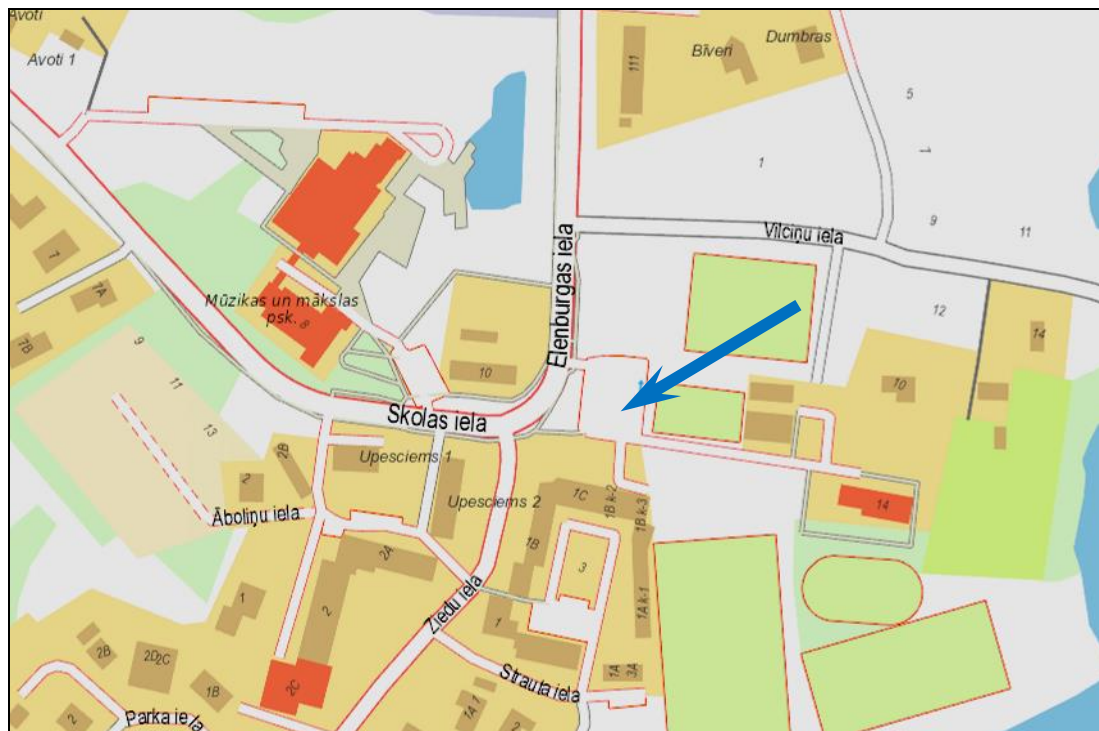 Avoti
Avoti 1
111
Bīveri
Dumbras
5
7
9
11
1
Vilciņu iela
Elenburgas iela
7
7A
7B
Mūzikas un mākslas
psk.
8
9
11
13
10
12
14
10
Skolas iela
Upesciems 1
Upesciems 2
2
2B
Āboliņu iela
2A
2
1C
1B k-2
1B k-3
1B
3
1A k-1
14
1
1
Ziedu iela
Strauta iela
1A
3A
2B
2D
2C
1B
2C
2
Parka iela
1
1A
2